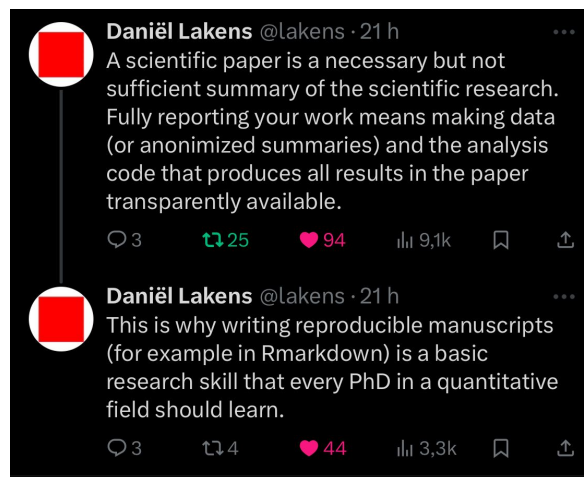 Daniël Lakens @lakens · 21 h
A scientific paper is a necessary but not
sufficient summary of the scientific research.
Fully reporting your work means making data
(or anonimized summaries) and the analysis
code that produces all results in the paper
transparently available.
3 25 94 9,1k
Daniël Lakens @lakens · 21 h
This is why writing reproducible manuscripts
(for example in Rmarkdown) is a basic
research skill that every PhD in a quantitative
field should learn.
3 4 44 3,3k